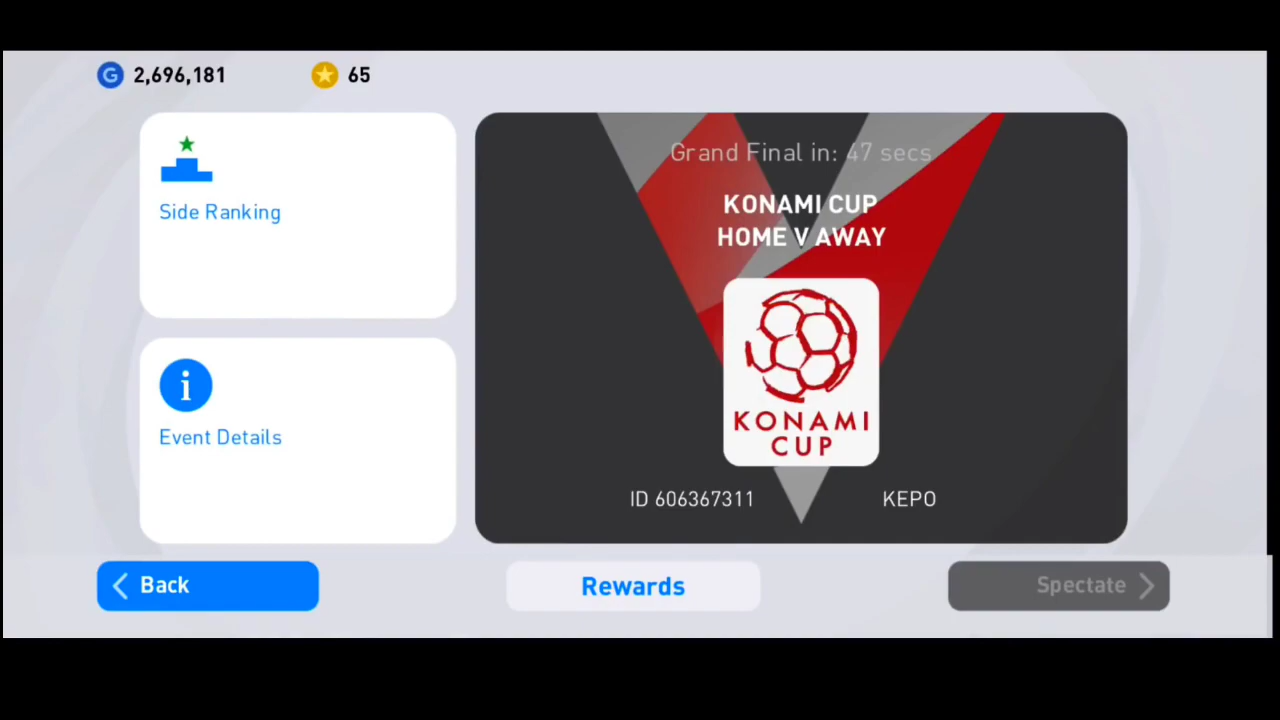 2,696,181
65
Side Ranking
Event Details
Grand Final in: 47 secs
KONAMI CUP
HOME V AWAY
KONAMI
CUP
ID 606367311
KEPO
Back
Rewards
Spectate